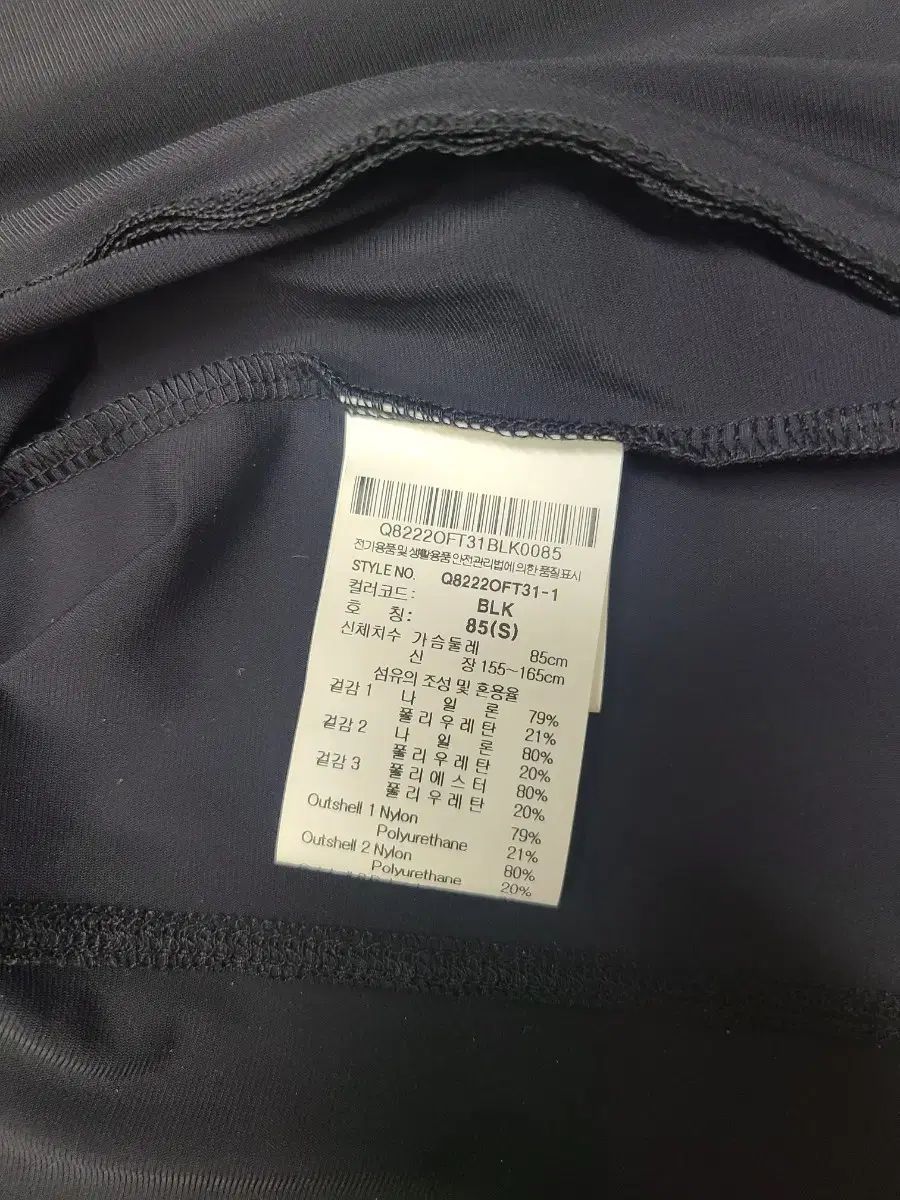 Q8222OFT31BLK0085
전기용품 및 생활용품 안전관리법에 의한 품질표시
STYLE NO. Q8222OFT31-1
컬러코드: BLK
호 칭: 85(S)
신체치수 가슴둘레 85cm
신 장 155~165cm
섬유의 조성 및 혼용율
겉감 1 나 일 론 79%
폴리우레탄 21%
겉감 2 나 일 론 80%
폴리우레탄 20%
겉감 3 폴리에스터 80%
폴리우레탄 20%
Outshell 1 Nylon 79%
Polyurethane 21%
Outshell 2 Nylon 80%
Polyurethane 20%